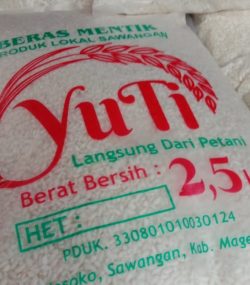 BERAS MENTIK
PRODUK LOKAL SAWANGAN
YuTi
Langsung Dari Petani
Berat Bersih : 2,5
HET :
PDUK. 330801010030124
Sawangan, Kab.